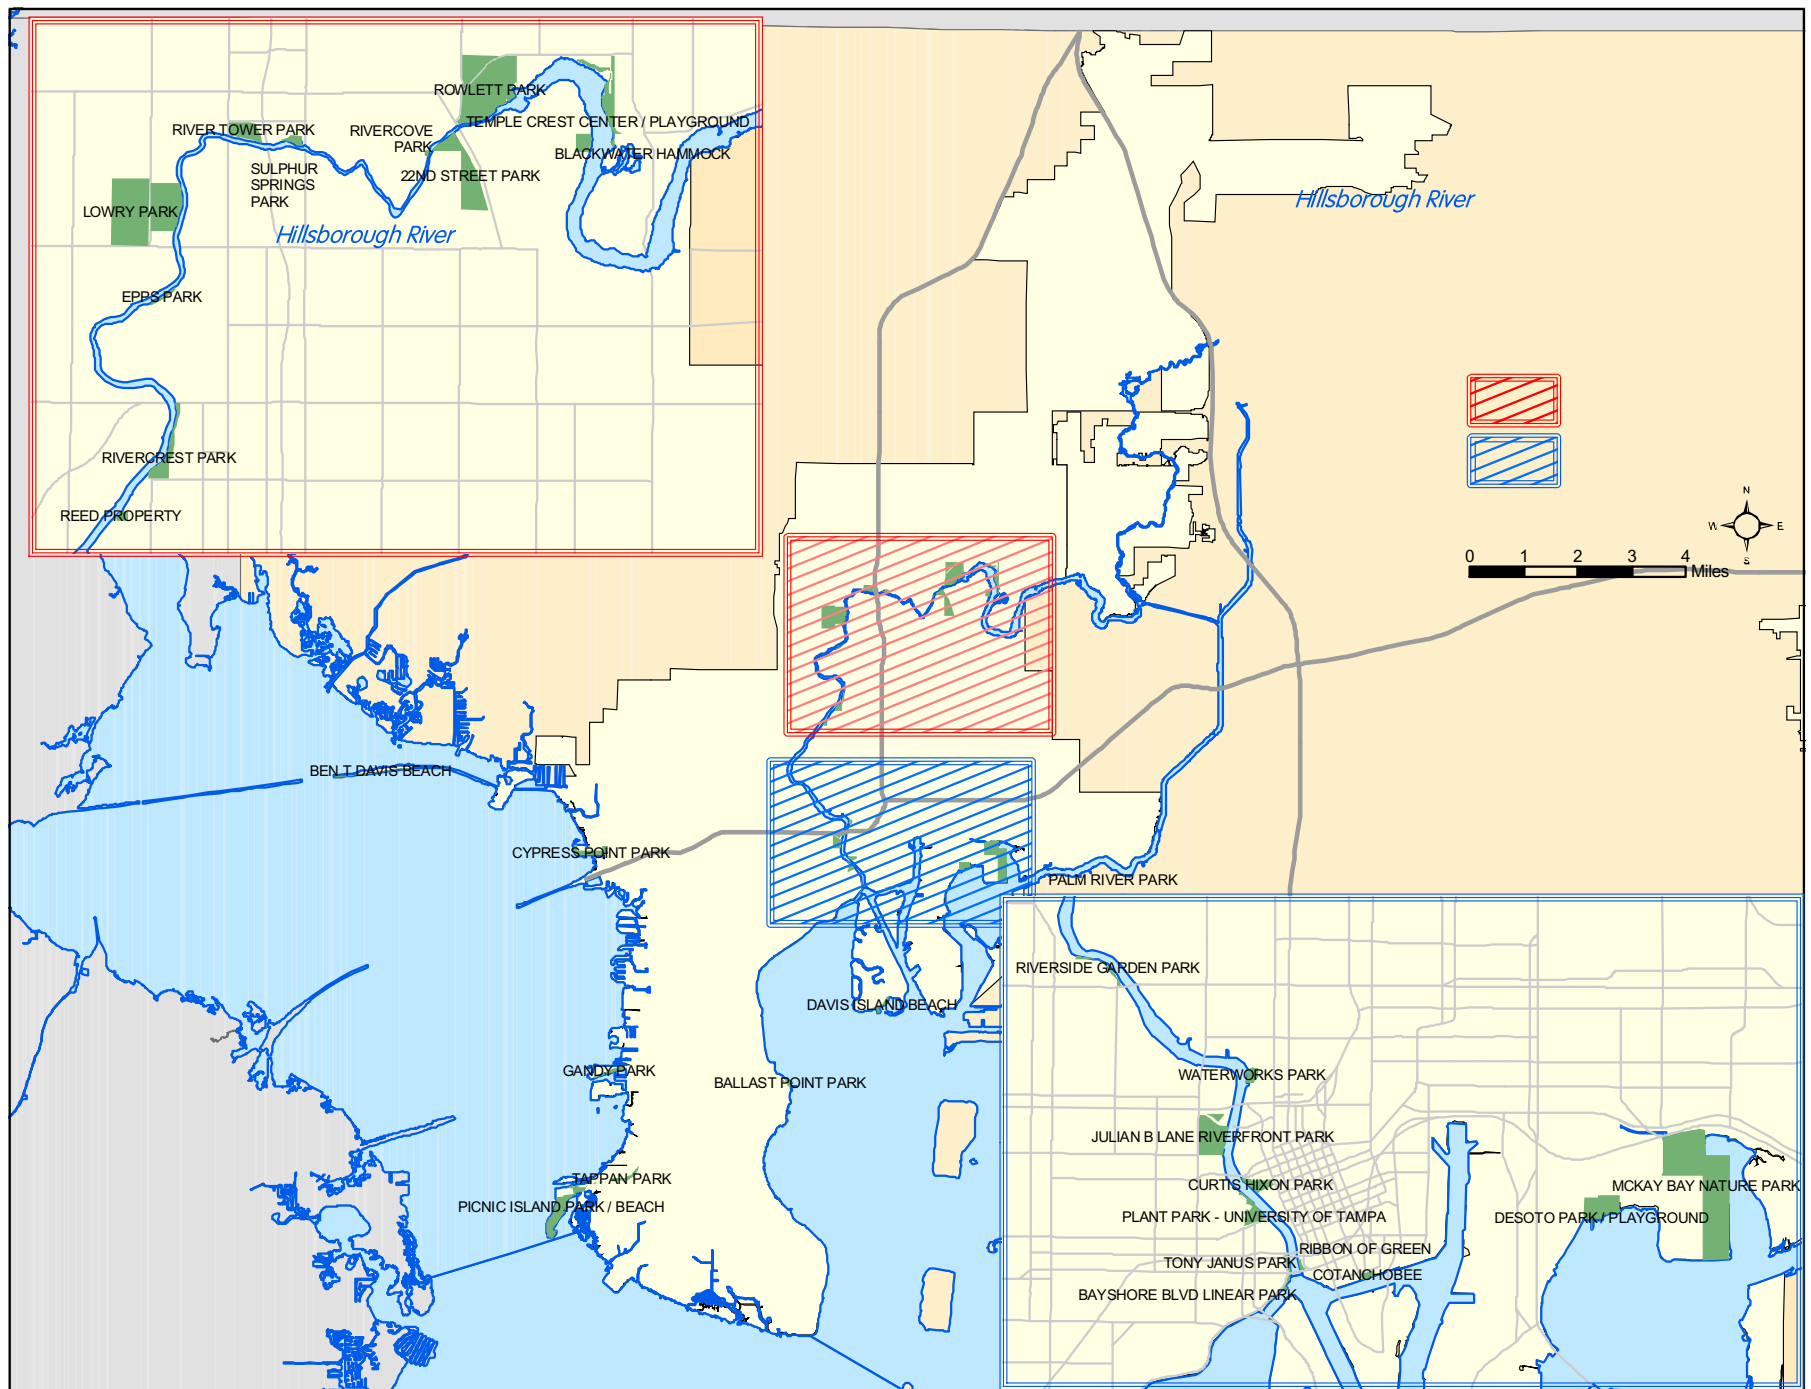 ROWLETT PARK
RIVER TOWER PARK
RIVERCOVE
PARK
TEMPLE CREST CENTER / PLAYGROUND
BLACKWATER HAMMOCK
SULPHUR
SPRINGS
PARK
22ND STREET PARK
LOWRY PARK
Hillsborough River
EPPS PARK
RIVERCREST PARK
REED PROPERTY
Hillsborough River
N
W
E
S
0 1 2 3 4
Miles
BEN T DAVIS BEACH
CYPRESS POINT PARK
PALM RIVER PARK
DAVIS ISLAND BEACH
GANDY PARK
BALLAST POINT PARK
TAPPAN PARK
PICNIC ISLAND PARK / BEACH
RIVERSIDE GARDEN PARK
WATERWORKS PARK
JULIAN B LANE RIVERFRONT PARK
CURTIS HIXON PARK
MCKAY BAY NATURE PARK
PLANT PARK - UNIVERSITY OF TAMPA
DESOTO PARK / PLAYGROUND
RIBBON OF GREEN
TONY JANUS PARK
COTANCHOBEE
BAYSHORE BLVD LINEAR PARK